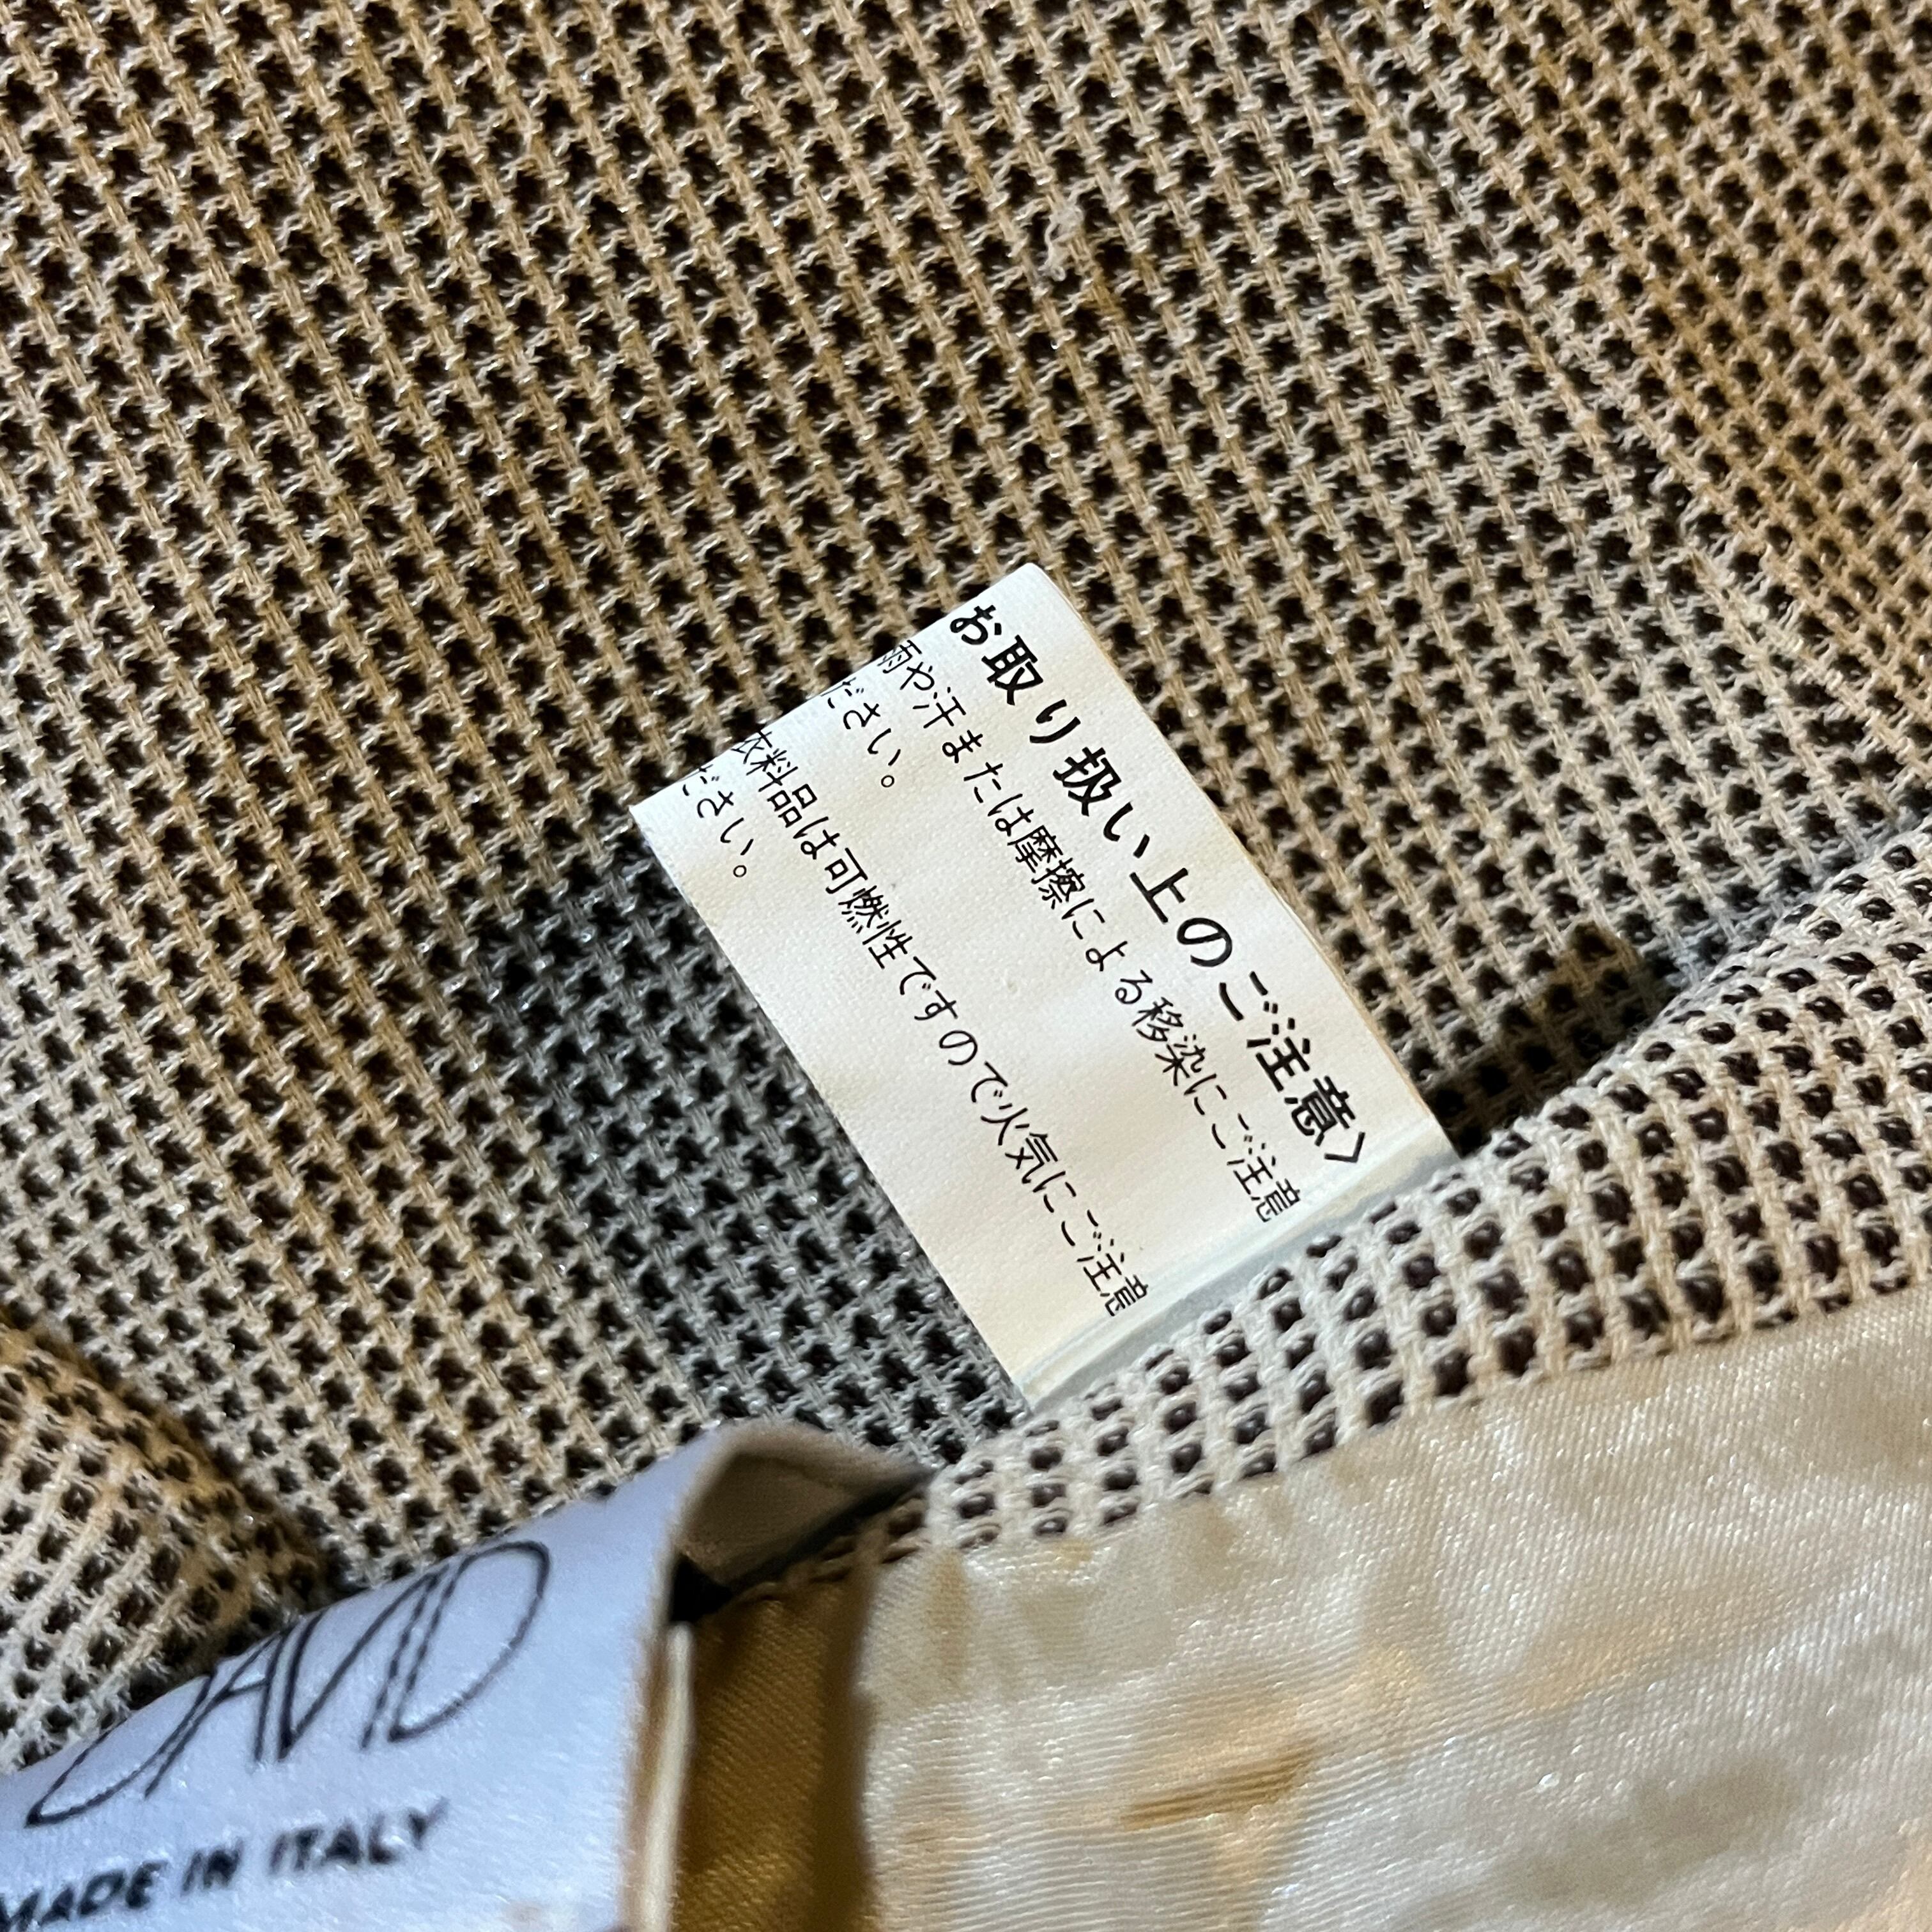 お取り扱い上のご注意〉
雨や汗または摩擦による移染にご注意
ださい。
衣料品は可燃性ですので火気にご注意
ださい。
MADE IN ITALY